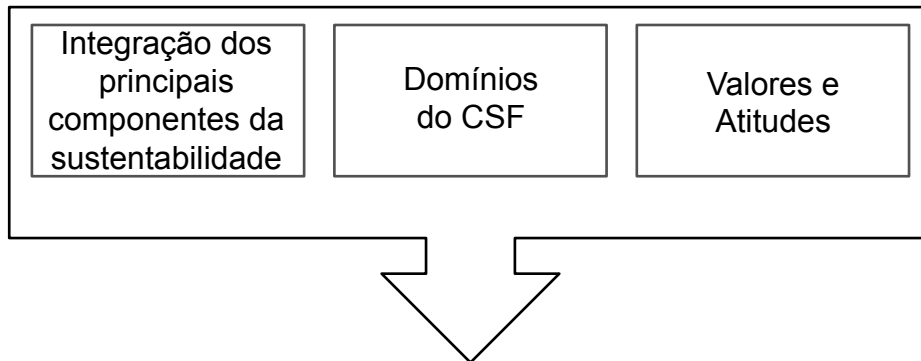 Integração dos
principais
componentes da
sustentabilidade
Domínios
do CSF
Valores e
Atitudes